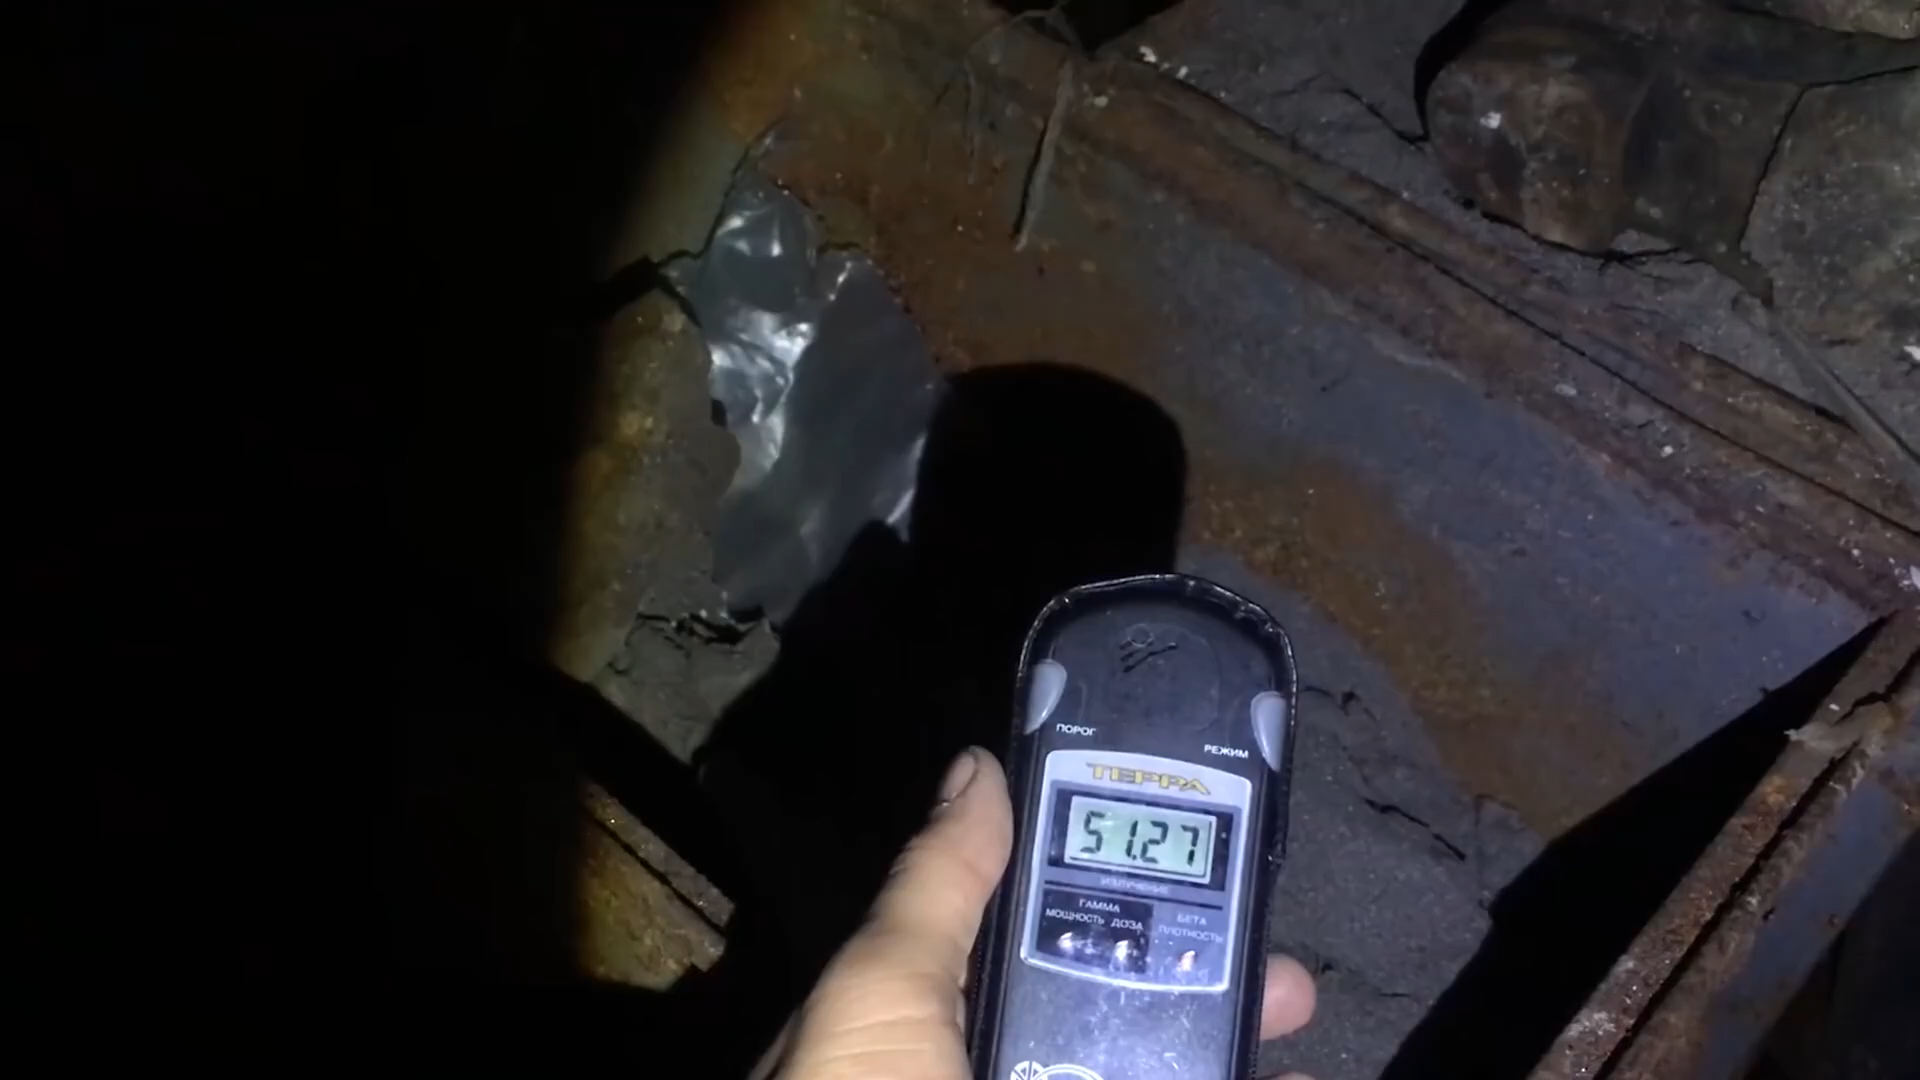 ПОРОГ
РЕЖИМ
ТЕРРА
51.27
ИЗЛУЧЕНИЕ
ГАММА
МОЩНОСТЬ ДОЗА
БЕТА
ПЛОТНОСТЬ